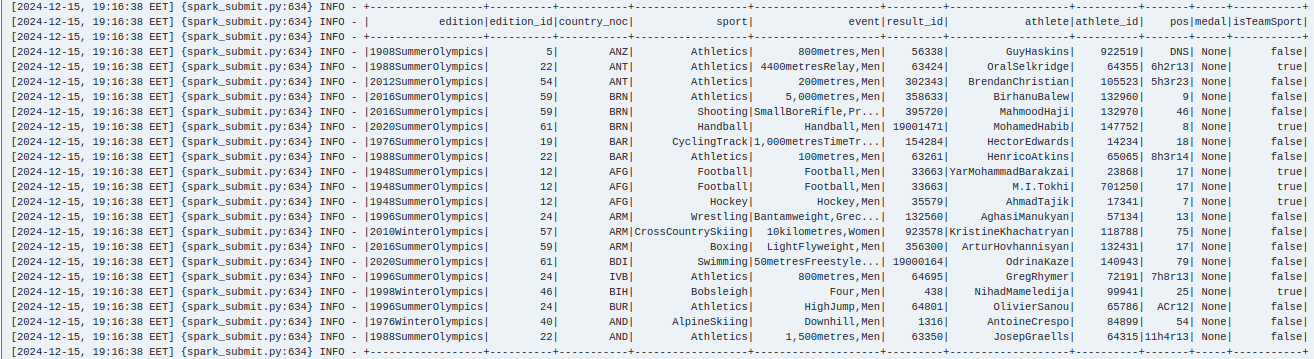 [2024-12-15, 19:16:38 EET] {spark_submit.py:634} INFO - +------------------+----------+-----------+------------------+--------------------+---------+------------------+----------+-------+-----+-----------+
[2024-12-15, 19:16:38 EET] {spark_submit.py:634} INFO - |           edition|edition_id|country_noc|             sport|               event|result_id|           athlete|athlete_id|    pos|medal|isTeamSport|
[2024-12-15, 19:16:38 EET] {spark_submit.py:634} INFO - +------------------+----------+-----------+------------------+--------------------+---------+------------------+----------+-------+-----+-----------+
[2024-12-15, 19:16:38 EET] {spark_submit.py:634} INFO - |1908SummerOlympics|         5|        ANZ|         Athletics|       800metres,Men|    56338|        GuyHaskins|    922519|    DNS| None|      false|
[2024-12-15, 19:16:38 EET] {spark_submit.py:634} INFO - |1988SummerOlympics|        22|        ANT|         Athletics| 4400metresRelay,Men|    63424|     OralSelkridge|     64355| 6h2r13| None|       true|
[2024-12-15, 19:16:38 EET] {spark_submit.py:634} INFO - |2012SummerOlympics|        54|        ANT|         Athletics|       200metres,Men|   302343|  BrendanChristian|    105523| 5h3r23| None|      false|
[2024-12-15, 19:16:38 EET] {spark_submit.py:634} INFO - |2016SummerOlympics|        59|        BRN|         Athletics|     5,000metres,Men|   358633|       BirhanuBalew|    132960|      9| None|      false|
[2024-12-15, 19:16:38 EET] {spark_submit.py:634} INFO - |2016SummerOlympics|        59|        BRN|          Shooting|SmallBoreRifle,Pr...|   395720|       MahmoodHaji|    132970|     46| None|      false|
[2024-12-15, 19:16:38 EET] {spark_submit.py:634} INFO - |2020SummerOlympics|        61|        BRN|          Handball|        Handball,Men| 19001471|     MohamedHabib|    147752|      8| None|       true|
[2024-12-15, 19:16:38 EET] {spark_submit.py:634} INFO - |1976SummerOlympics|        19|        BAR|      CyclingTrack|1,000metresTimeTr...|   154284|     HectorEdwards|     14234|     18| None|      false|
[2024-12-15, 19:16:38 EET] {spark_submit.py:634} INFO - |1988SummerOlympics|        22|        BAR|         Athletics|       100metres,Men|    63261|     HenricoAtkins|     65065| 8h3r14| None|      false|
[2024-12-15, 19:16:38 EET] {spark_submit.py:634} INFO - |1948SummerOlympics|        12|        AFG|          Football|        Football,Men|    33663|YarMohammadBarakzai|     23868|     17| None|       true|
[2024-12-15, 19:16:38 EET] {spark_submit.py:634} INFO - |1948SummerOlympics|        12|        AFG|          Football|        Football,Men|    33663|         M.I.Tokhi|    701250|     17| None|       true|
[2024-12-15, 19:16:38 EET] {spark_submit.py:634} INFO - |1948SummerOlympics|        12|        AFG|            Hockey|          Hockey,Men|    35579|        AhmadTajik|     17341|      7| None|       true|
[2024-12-15, 19:16:38 EET] {spark_submit.py:634} INFO - |1996SummerOlympics|        24|        ARM|         Wrestling|Bantamweight,Grec...|   132560|   AghasiManukyan|     57134|     13| None|      false|
[2024-12-15, 19:16:38 EET] {spark_submit.py:634} INFO - |2010WinterOlympics|        57|        ARM|CrossCountrySkiing|  10kilometres,Women|   923578|KristineKhachatryan|    118788|     75| None|      false|
[2024-12-15, 19:16:38 EET] {spark_submit.py:634} INFO - |2016SummerOlympics|        59|        ARM|            Boxing|  LightFlyweight,Men|   356300|  ArturHovhannisyan|    132431|     17| None|      false|
[2024-12-15, 19:16:38 EET] {spark_submit.py:634} INFO - |2020SummerOlympics|        61|        BDI|          Swimming|50metresFreestyle...| 19000164|        OdrinaKaze|    140943|     79| None|      false|
[2024-12-15, 19:16:38 EET] {spark_submit.py:634} INFO - |1996SummerOlympics|        24|        IVB|         Athletics|       800metres,Men|    64695|        GregRhymer|     72191| 7h8r13| None|      false|
[2024-12-15, 19:16:38 EET] {spark_submit.py:634} INFO - |1998WinterOlympics|        46|        BIH|         Bobsleigh|            Four,Men|      438|   NihadMameledija|     99941|     25| None|       true|
[2024-12-15, 19:16:38 EET] {spark_submit.py:634} INFO - |1996SummerOlympics|        24|        BUR|         Athletics|        HighJump,Men|    64801|      OlivierSanou|     65786|  ACr12| None|      false|
[2024-12-15, 19:16:38 EET] {spark_submit.py:634} INFO - |1976WinterOlympics|        40|        AND|      AlpineSkiing|        Downhill,Men|     1316|     AntoineCrespo|     84899|     54| None|      false|
[2024-12-15, 19:16:38 EET] {spark_submit.py:634} INFO - |1988SummerOlympics|        22|        AND|         Athletics|     1,500metres,Men|    63350|      JosepGraells|     64315|11h4r13| None|      false|
[2024-12-15, 19:16:38 EET] {spark_submit.py:634} INFO - +------------------+----------+-----------+------------------+--------------------+---------+------------------+----------+-------+-----+-----------+